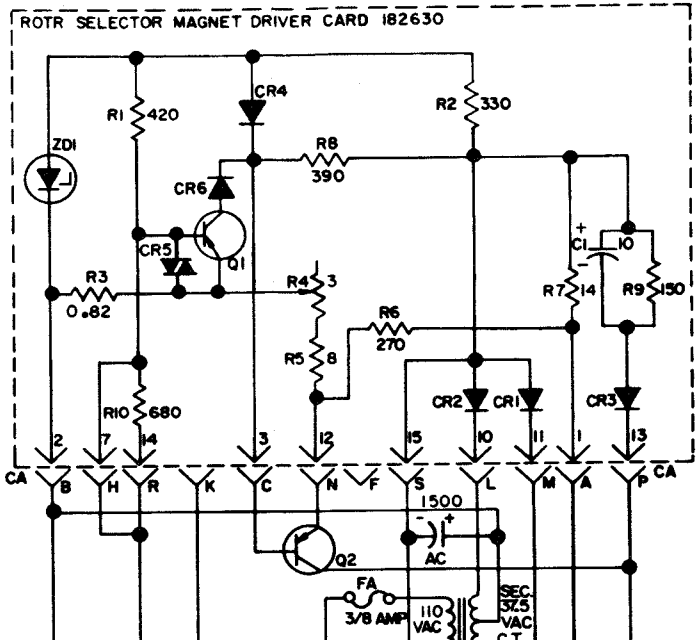 ROTR SELECTOR MAGNET DRIVER CARD 182630
CR4
R1 420
R2 330
ZD1
R8
390
CR6
CR5
Q1
+
C1 10
-
R3
0.82
R4 3
R7 14
R9 150
R6
270
R5 8
R10 680
CR2
CR1
CR3
2 7 14 3 12 15 10 11 1 13
CA B H R K C N F S L M A P CA
1500
- +
AC
Q2
FA
3/8 AMP
110
VAC
SEC.
37.5
VAC
C.T.